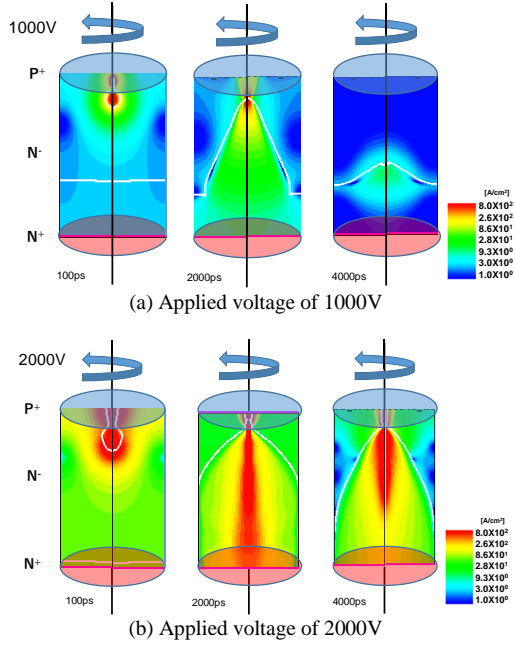 1000V
P⁺
N⁻
N⁺
100ps
2000ps
4000ps
[A/cm²]
8.0X10²
2.6X10²
8.6X10¹
2.8X10¹
9.3X10⁰
3.0X10⁰
1.0X10⁰
(a) Applied voltage of 1000V
2000V
P⁺
N⁻
N⁺
100ps
2000ps
4000ps
[A/cm²]
8.0X10²
2.6X10²
8.6X10¹
2.8X10¹
9.3X10⁰
3.0X10⁰
1.0X10⁰
(b) Applied voltage of 2000V